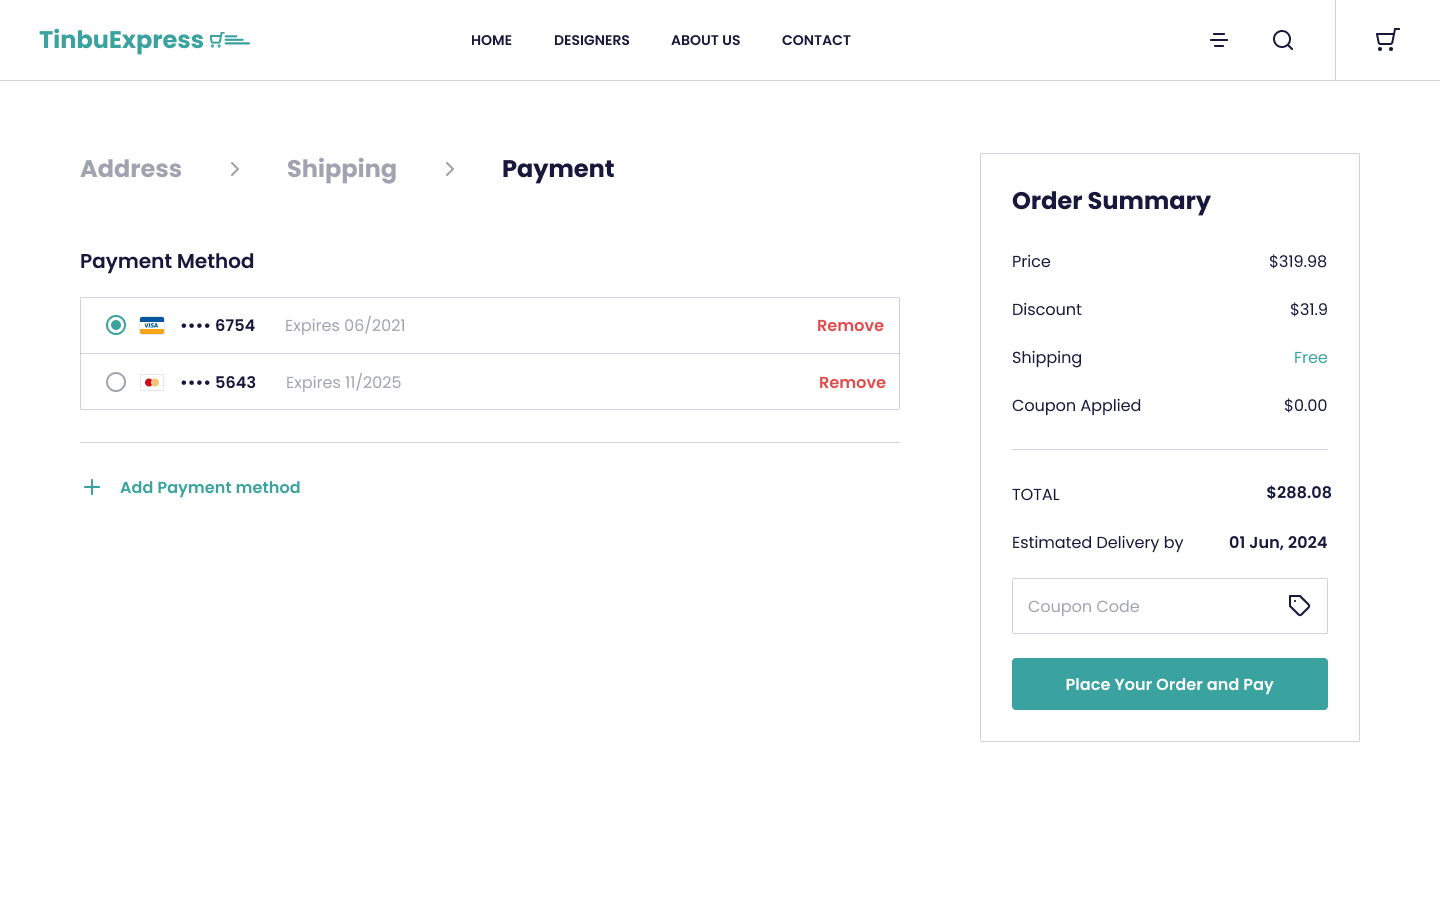 TinbuExpress
HOME DESIGNERS ABOUT US CONTACT
Address > Shipping > Payment
Payment Method
VISA •••• 6754 Expires 06/2021 Remove
•••• 5643 Expires 11/2025 Remove
Add Payment method
Order Summary
Price $319.98
Discount $31.9
Shipping Free
Coupon Applied $0.00
TOTAL $288.08
Estimated Delivery by 01 Jun, 2024
Coupon Code
Place Your Order and Pay